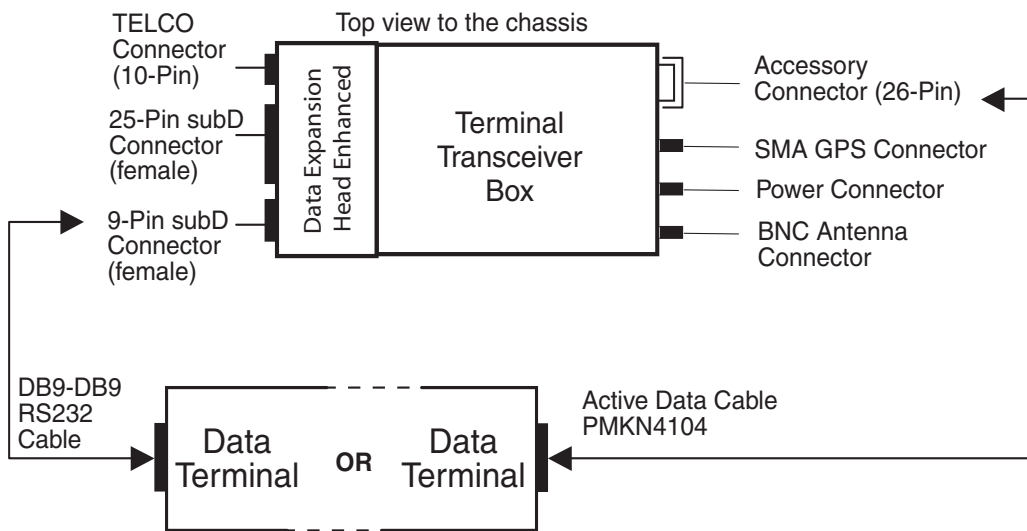 Top view to the chassis
TELCO
Connector
(10-Pin)
25-Pin subD
Connector
(female)
9-Pin subD
Connector
(female)
Data Expansion
Head Enhanced
Terminal
Transceiver
Box
Accessory
Connector (26-Pin)
SMA GPS Connector
Power Connector
BNC Antenna
Connector
DB9-DB9
RS232
Cable
Data
Terminal
OR
Data
Terminal
Active Data Cable
PMKN4104